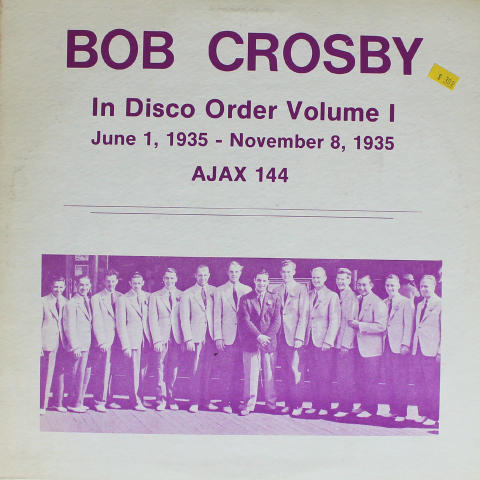 BOB CROSBY
In Disco Order Volume I
June 1, 1935 - November 8, 1935
AJAX 144